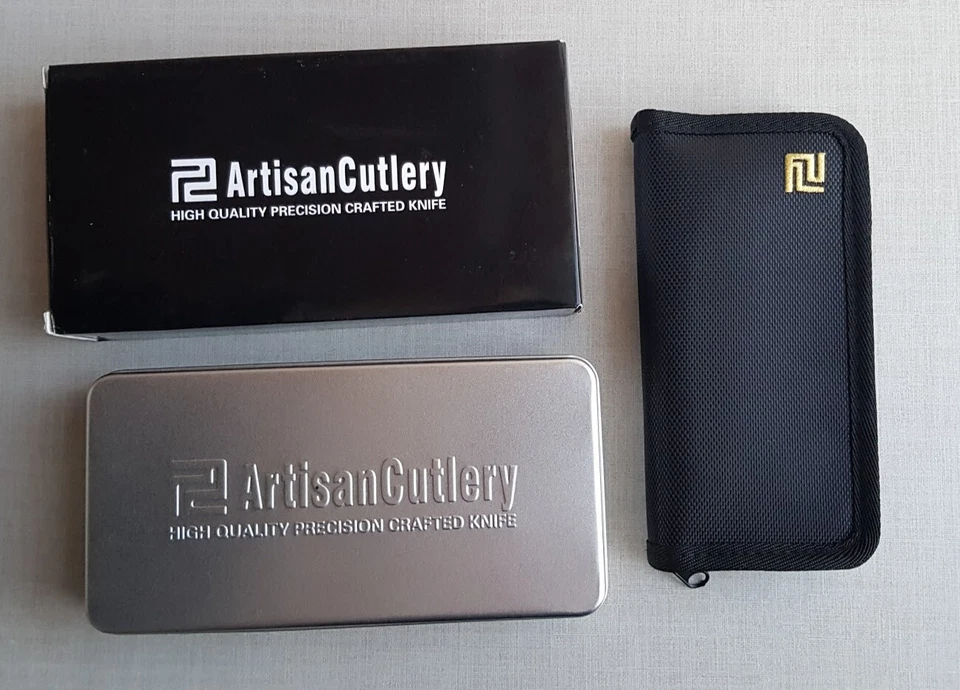 ArtisanCutlery
HIGH QUALITY PRECISION CRAFTED KNIFE
ArtisanCutlery
HIGH QUALITY PRECISION CRAFTED KNIFE